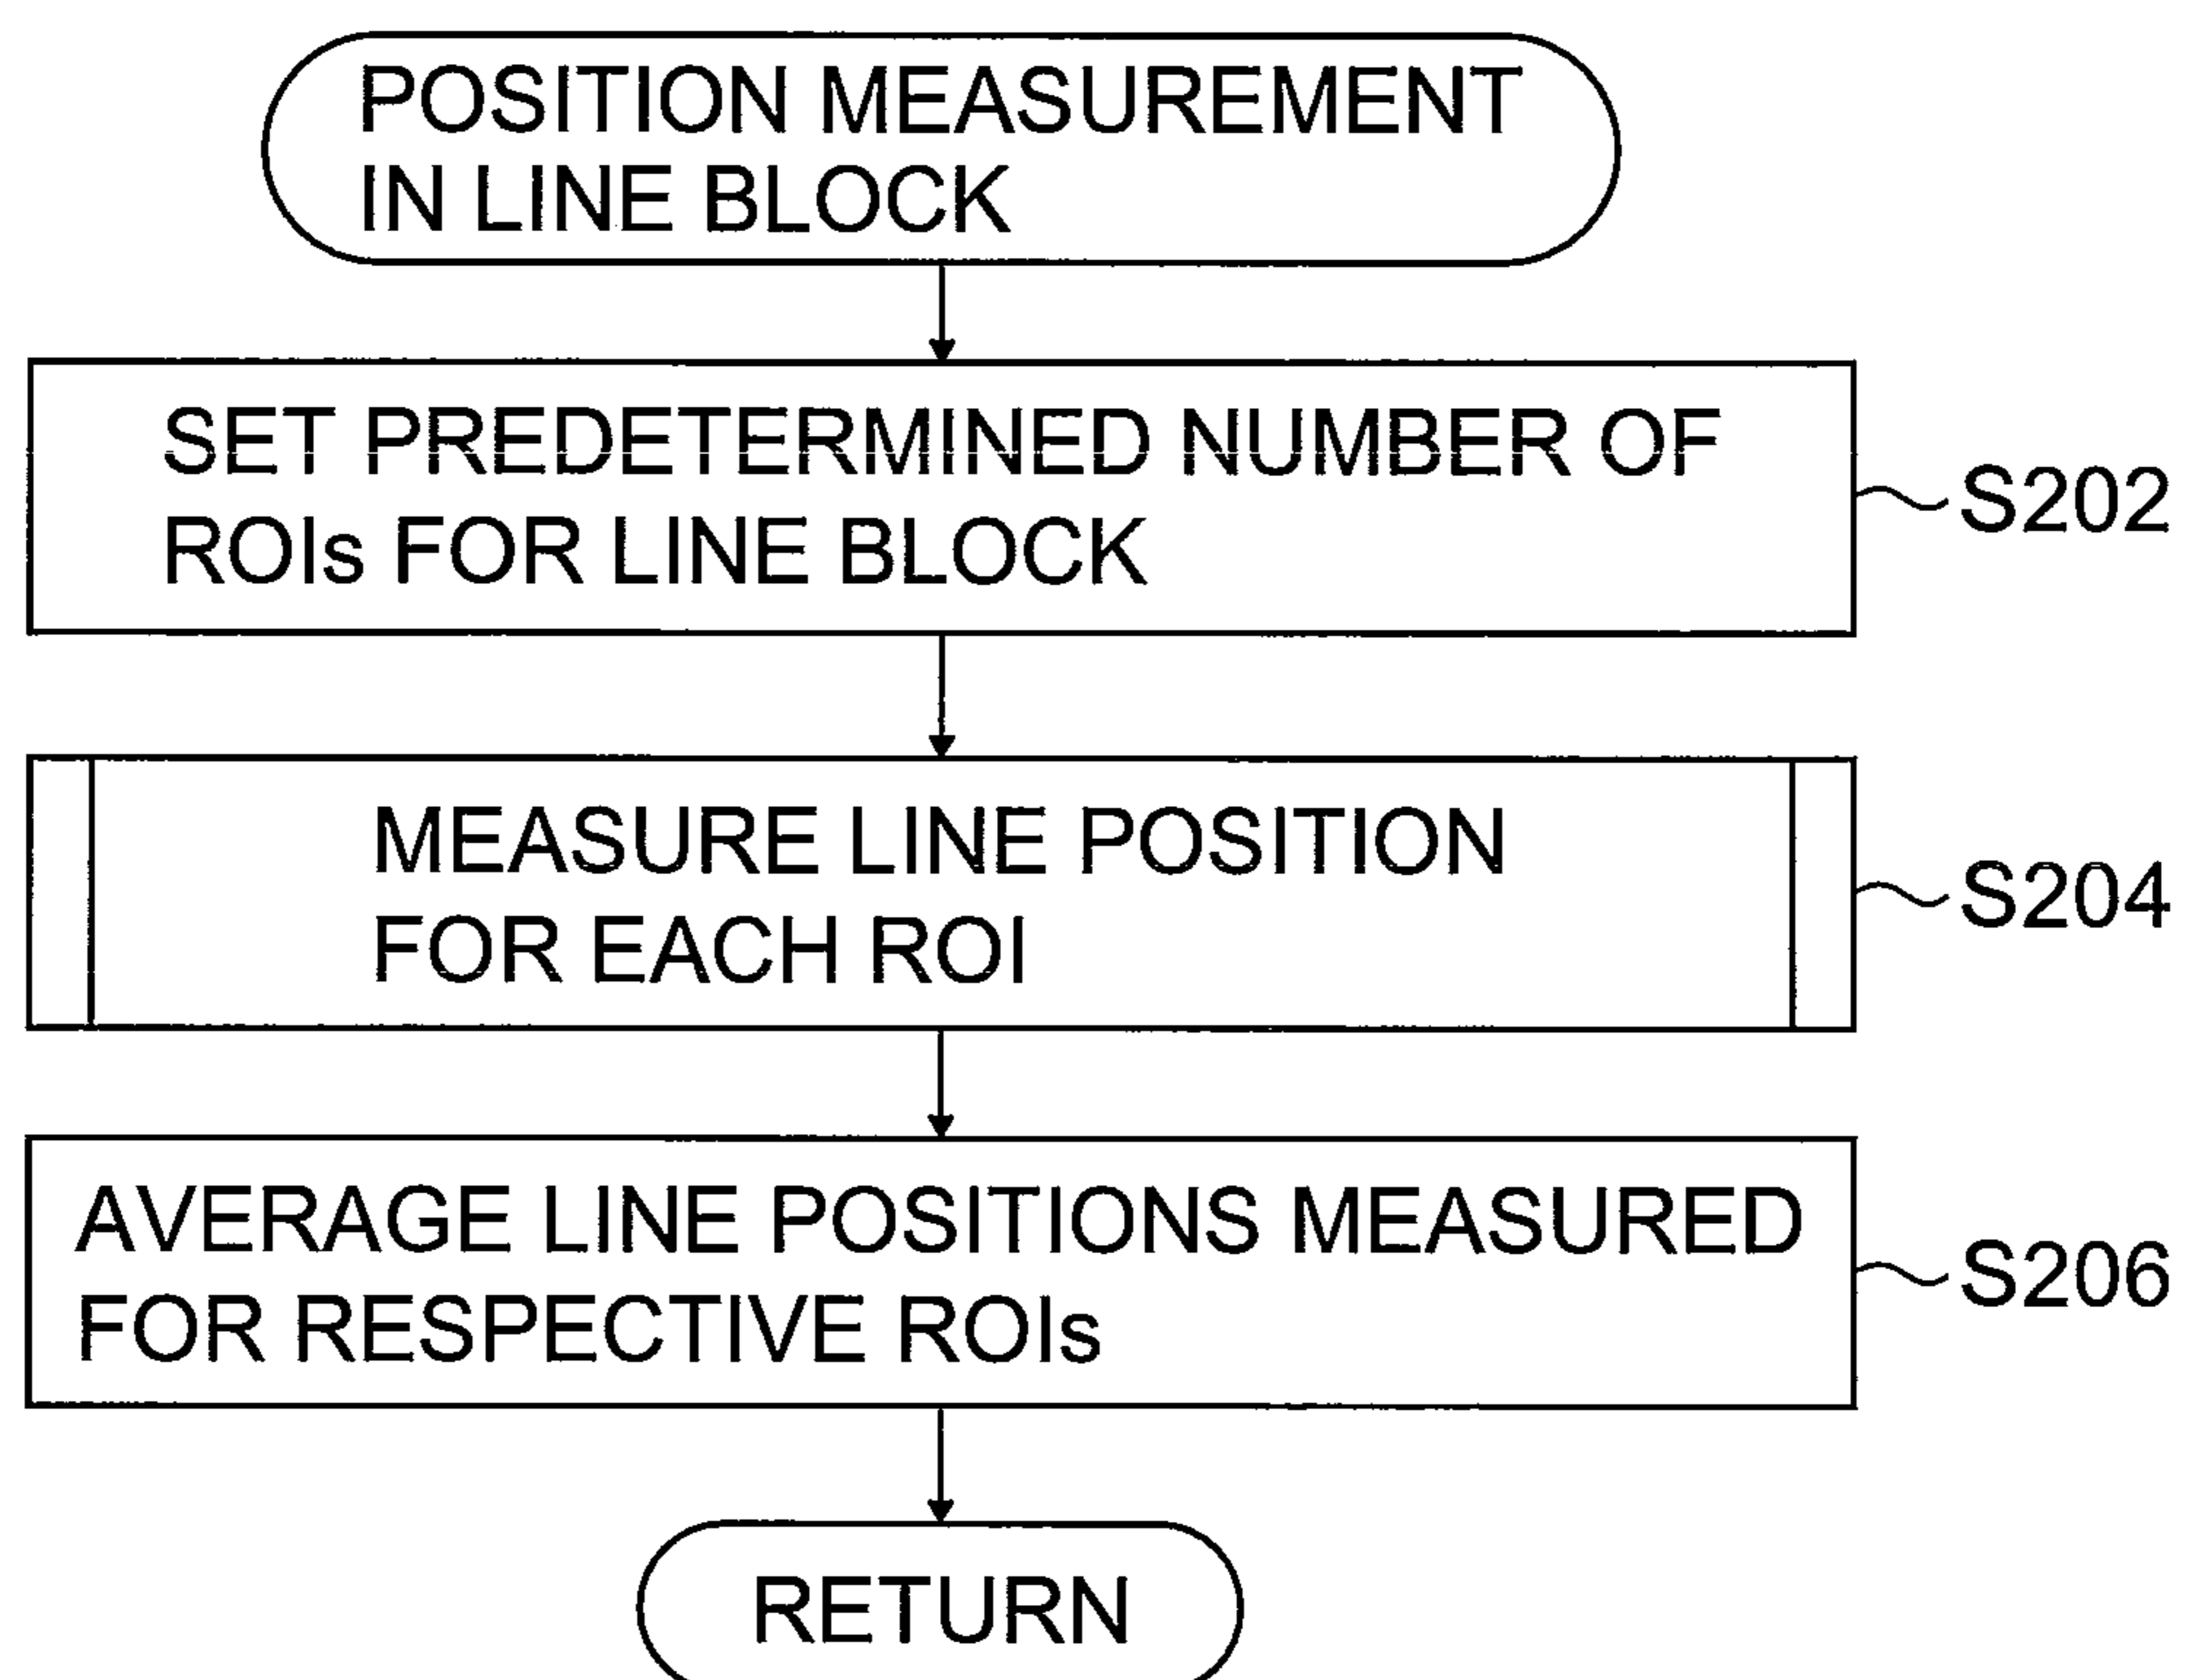 POSITION MEASUREMENT
IN LINE BLOCK
SET PREDETERMINED NUMBER OF
ROIs FOR LINE BLOCK
S202
MEASURE LINE POSITION
FOR EACH ROI
S204
AVERAGE LINE POSITIONS MEASURED
FOR RESPECTIVE ROIs
S206
RETURN